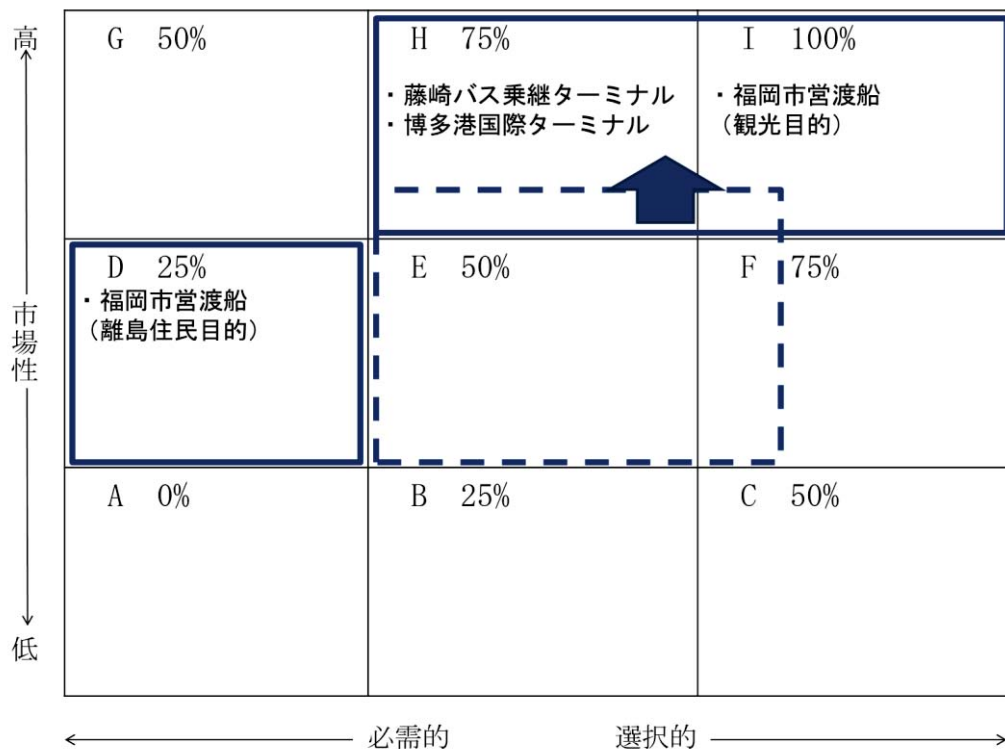 高
市場性
低
G 50%
H 75%
・藤崎バス乗継ターミナル
・博多港国際ターミナル
I 100%
・福岡市営渡船
（観光目的）
D 25%
・福岡市営渡船
（離島住民目的）
E 50%
F 75%
A 0%
B 25%
C 50%
必需的
選択的